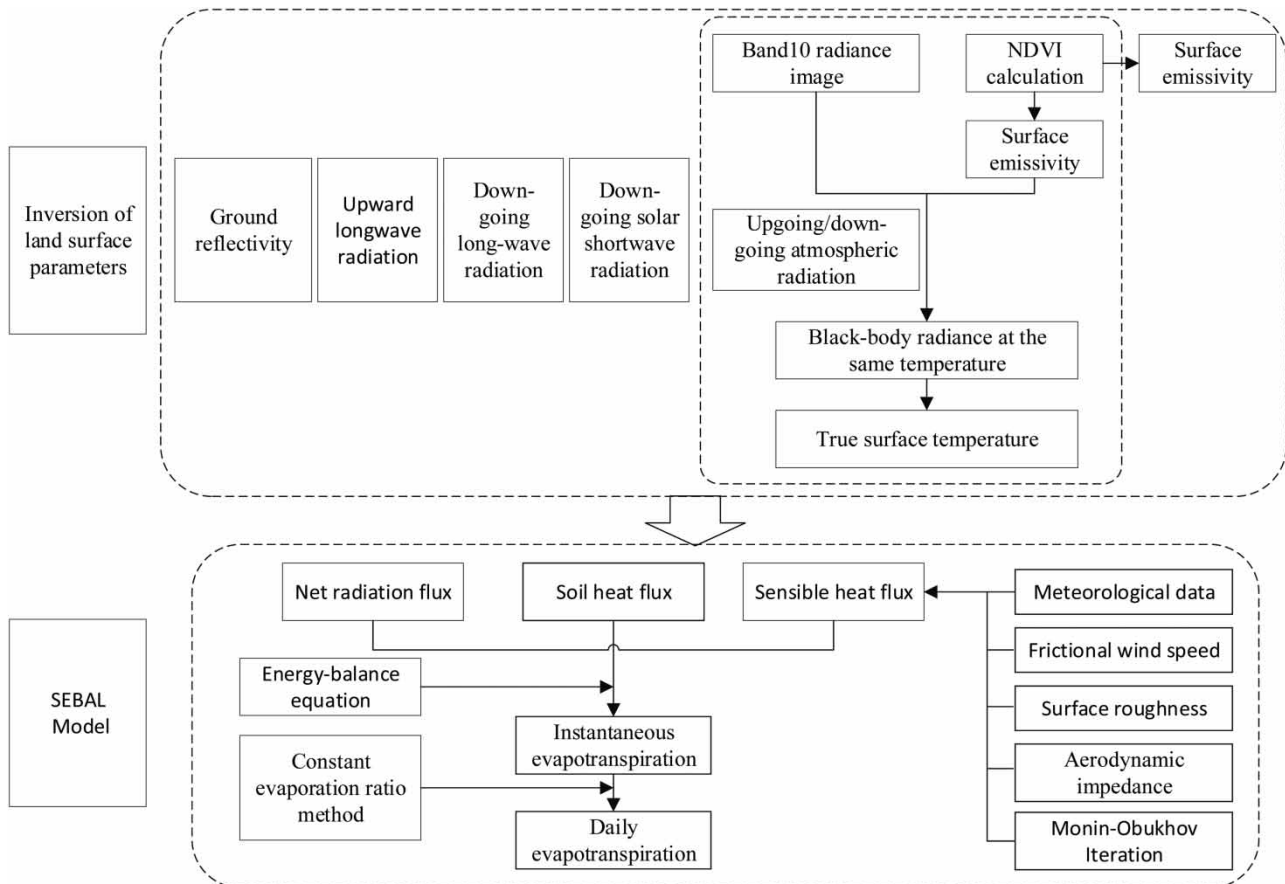 Band10 radiance
image
NDVI
calculation
Surface
emissivity
Surface
emissivity
Inversion of
land surface
parameters
Ground
reflectivity
Upward
longwave
radiation
Down-
going
long-wave
radiation
Down-
going solar
shortwave
radiation
Upgoing/down-
going atmospheric
radiation
Black-body radiance at the
same temperature
True surface temperature
SEBAL
Model
Net radiation flux
Soil heat flux
Sensible heat flux
Meteorological data
Frictional wind speed
Surface roughness
Aerodynamic
impedance
Monin-Obukhov
Iteration
Energy-balance
equation
Instantaneous
evapotranspiration
Constant
evaporation ratio
method
Daily
evapotranspiration